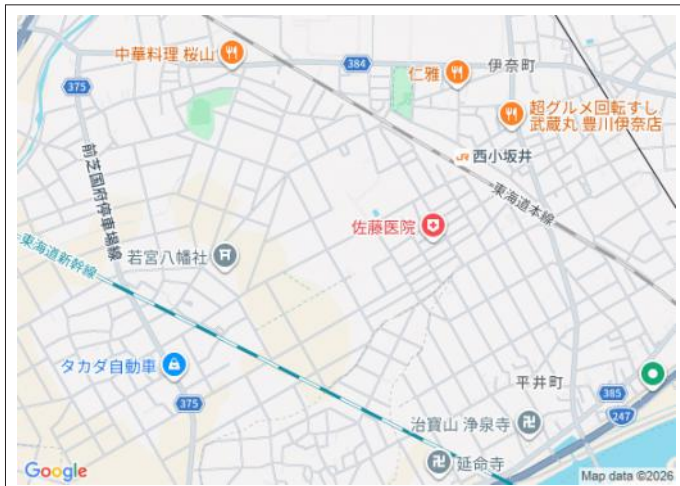 中華料理 桜山
384
仁雅
伊奈町
375
超グルメ回転すし
武蔵丸 豊川伊奈店
JR 西小坂井
前芝国府停車場線
東海道本線
佐藤医院
若宮八幡社
東海道新幹線
タカダ自動車
375
平井町
385
247
治寶山 浄泉寺
延命寺
Google
Map data ©2026